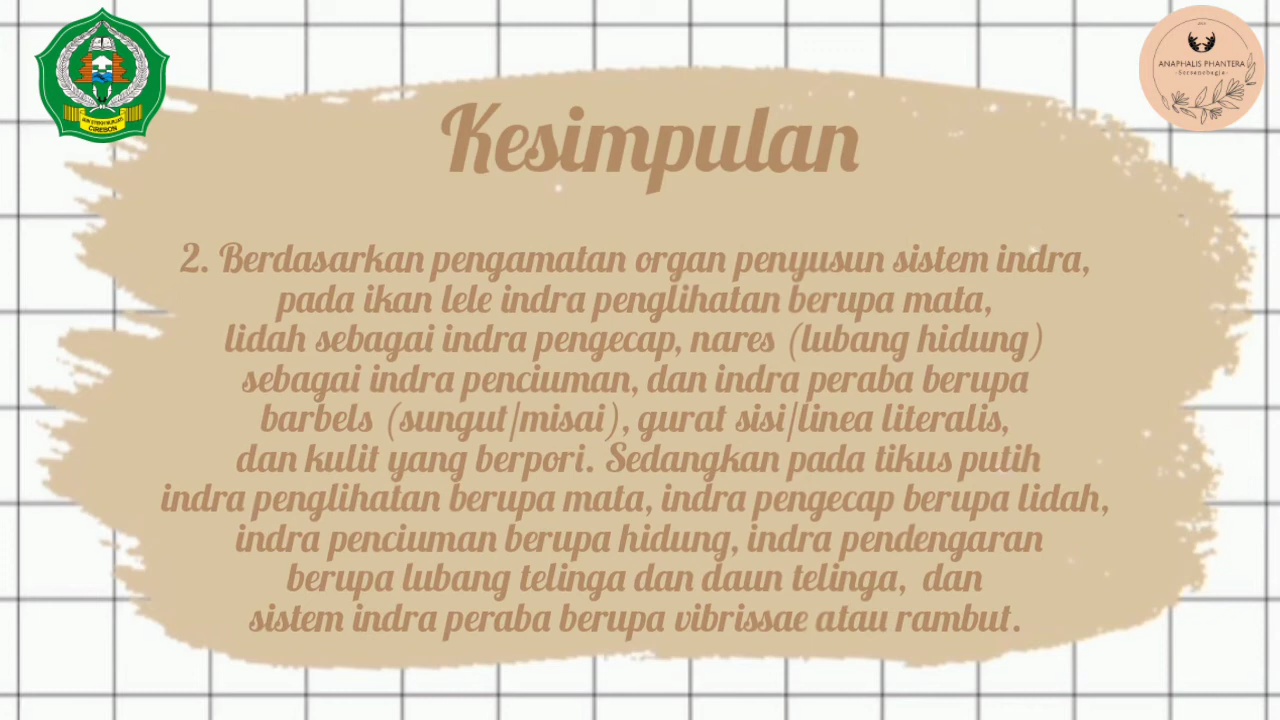 IAIN SYEKH NURJATI
CIREBON
ANAPHALIS PHANTERA
Kesimpulan
2. Berdasarkan pengamatan organ penyusun sistem indra,
pada ikan lele indra penglihatan berupa mata,
lidah sebagai indra pengecap, nares (lubang hidung)
sebagai indra penciuman, dan indra peraba berupa
barbels (sungut/misai), gurat sisi/linea literalis,
dan kulit yang berpori. Sedangkan pada tikus putih
indra penglihatan berupa mata, indra pengecap berupa lidah,
indra penciuman berupa hidung, indra pendengaran
berupa lubang telinga dan daun telinga, dan
sistem indra peraba berupa vibrissae atau rambut.